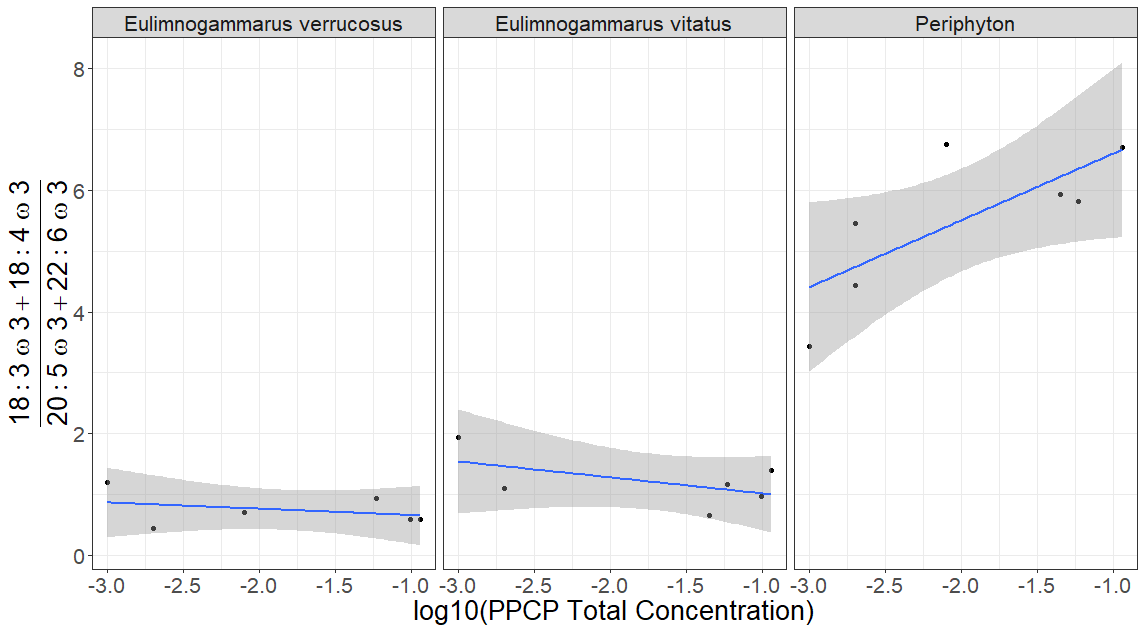 Eulimnogammarus verrucosus
Eulimnogammarus vitatus
Periphyton
18 : 3 ω 3 + 18 : 4 ω 3
20 : 5 ω 3 + 22 : 6 ω 3
8
6
4
2
0
-3.0 -2.5 -2.0 -1.5 -1.0
-3.0 -2.5 -2.0 -1.5 -1.0
-3.0 -2.5 -2.0 -1.5 -1.0
log10(PPCP Total Concentration)